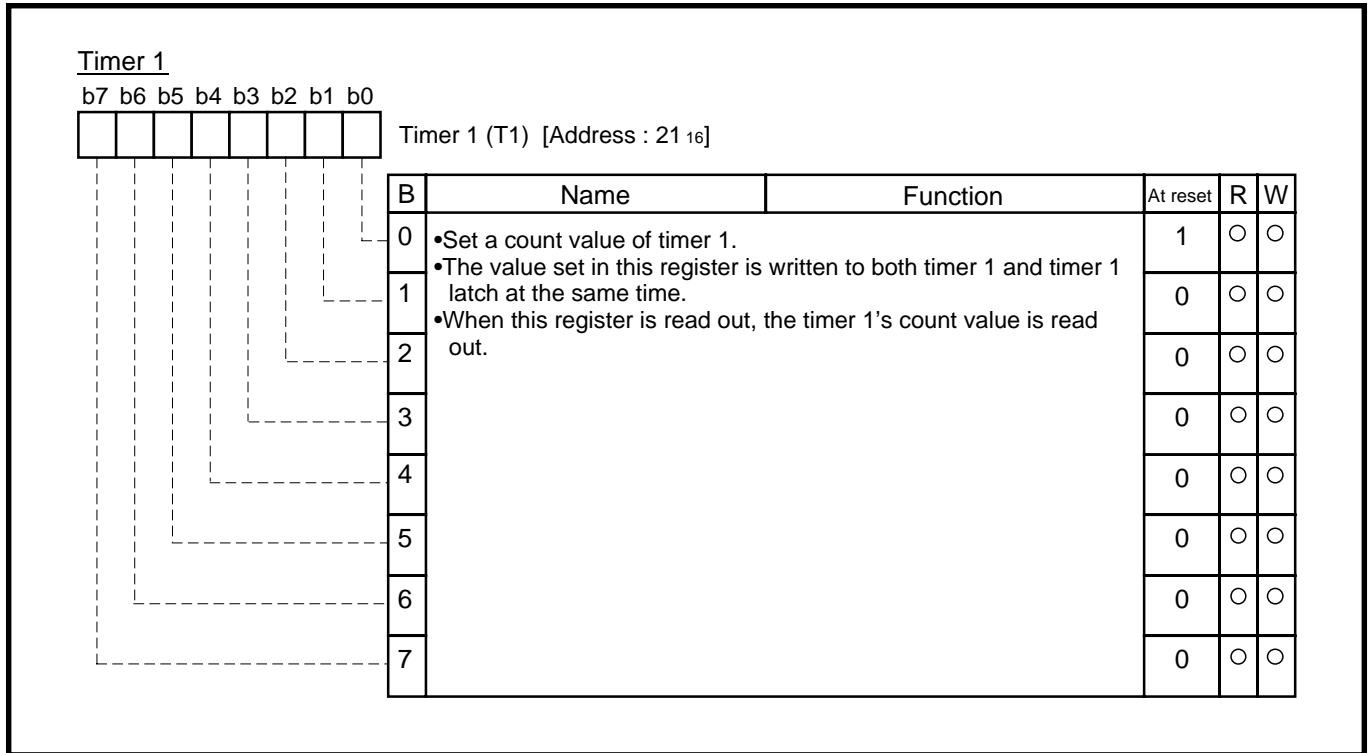 Timer 1
b7 b6 b5 b4 b3 b2 b1 b0
Timer 1 (T1) [Address : 21 16]
B Name Function At reset R W
0 •Set a count value of timer 1. 1 ○ ○
•The value set in this register is written to both timer 1 and timer 1
1 latch at the same time. 0 ○ ○
•When this register is read out, the timer 1’s count value is read
2 out. 0 ○ ○
3 0 ○ ○
4 0 ○ ○
5 0 ○ ○
6 0 ○ ○
7 0 ○ ○